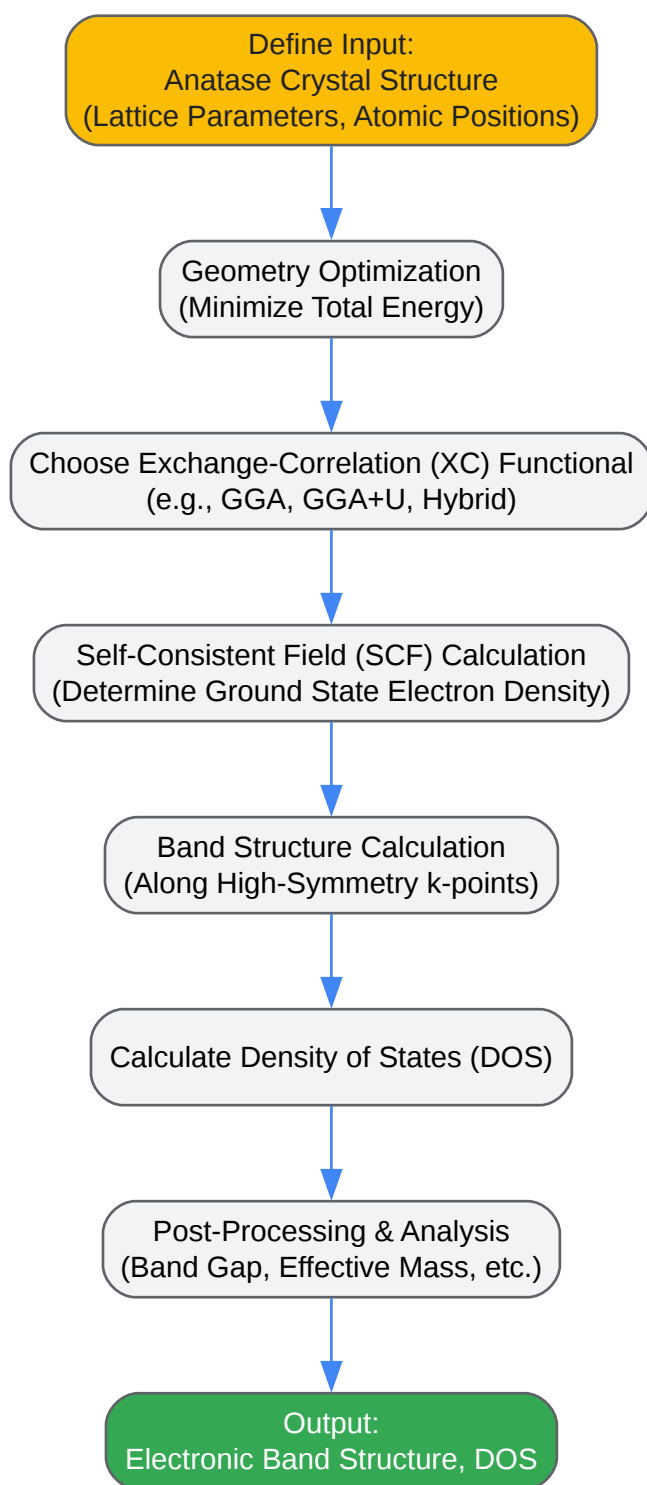 Define Input:
Anatase Crystal Structure
(Lattice Parameters, Atomic Positions)
Geometry Optimization
(Minimize Total Energy)
Choose Exchange-Correlation (XC) Functional
(e.g., GGA, GGA+U, Hybrid)
Self-Consistent Field (SCF) Calculation
(Determine Ground State Electron Density)
Band Structure Calculation
(Along High-Symmetry k-points)
Calculate Density of States (DOS)
Post-Processing & Analysis
(Band Gap, Effective Mass, etc.)
Output:
Electronic Band Structure, DOS